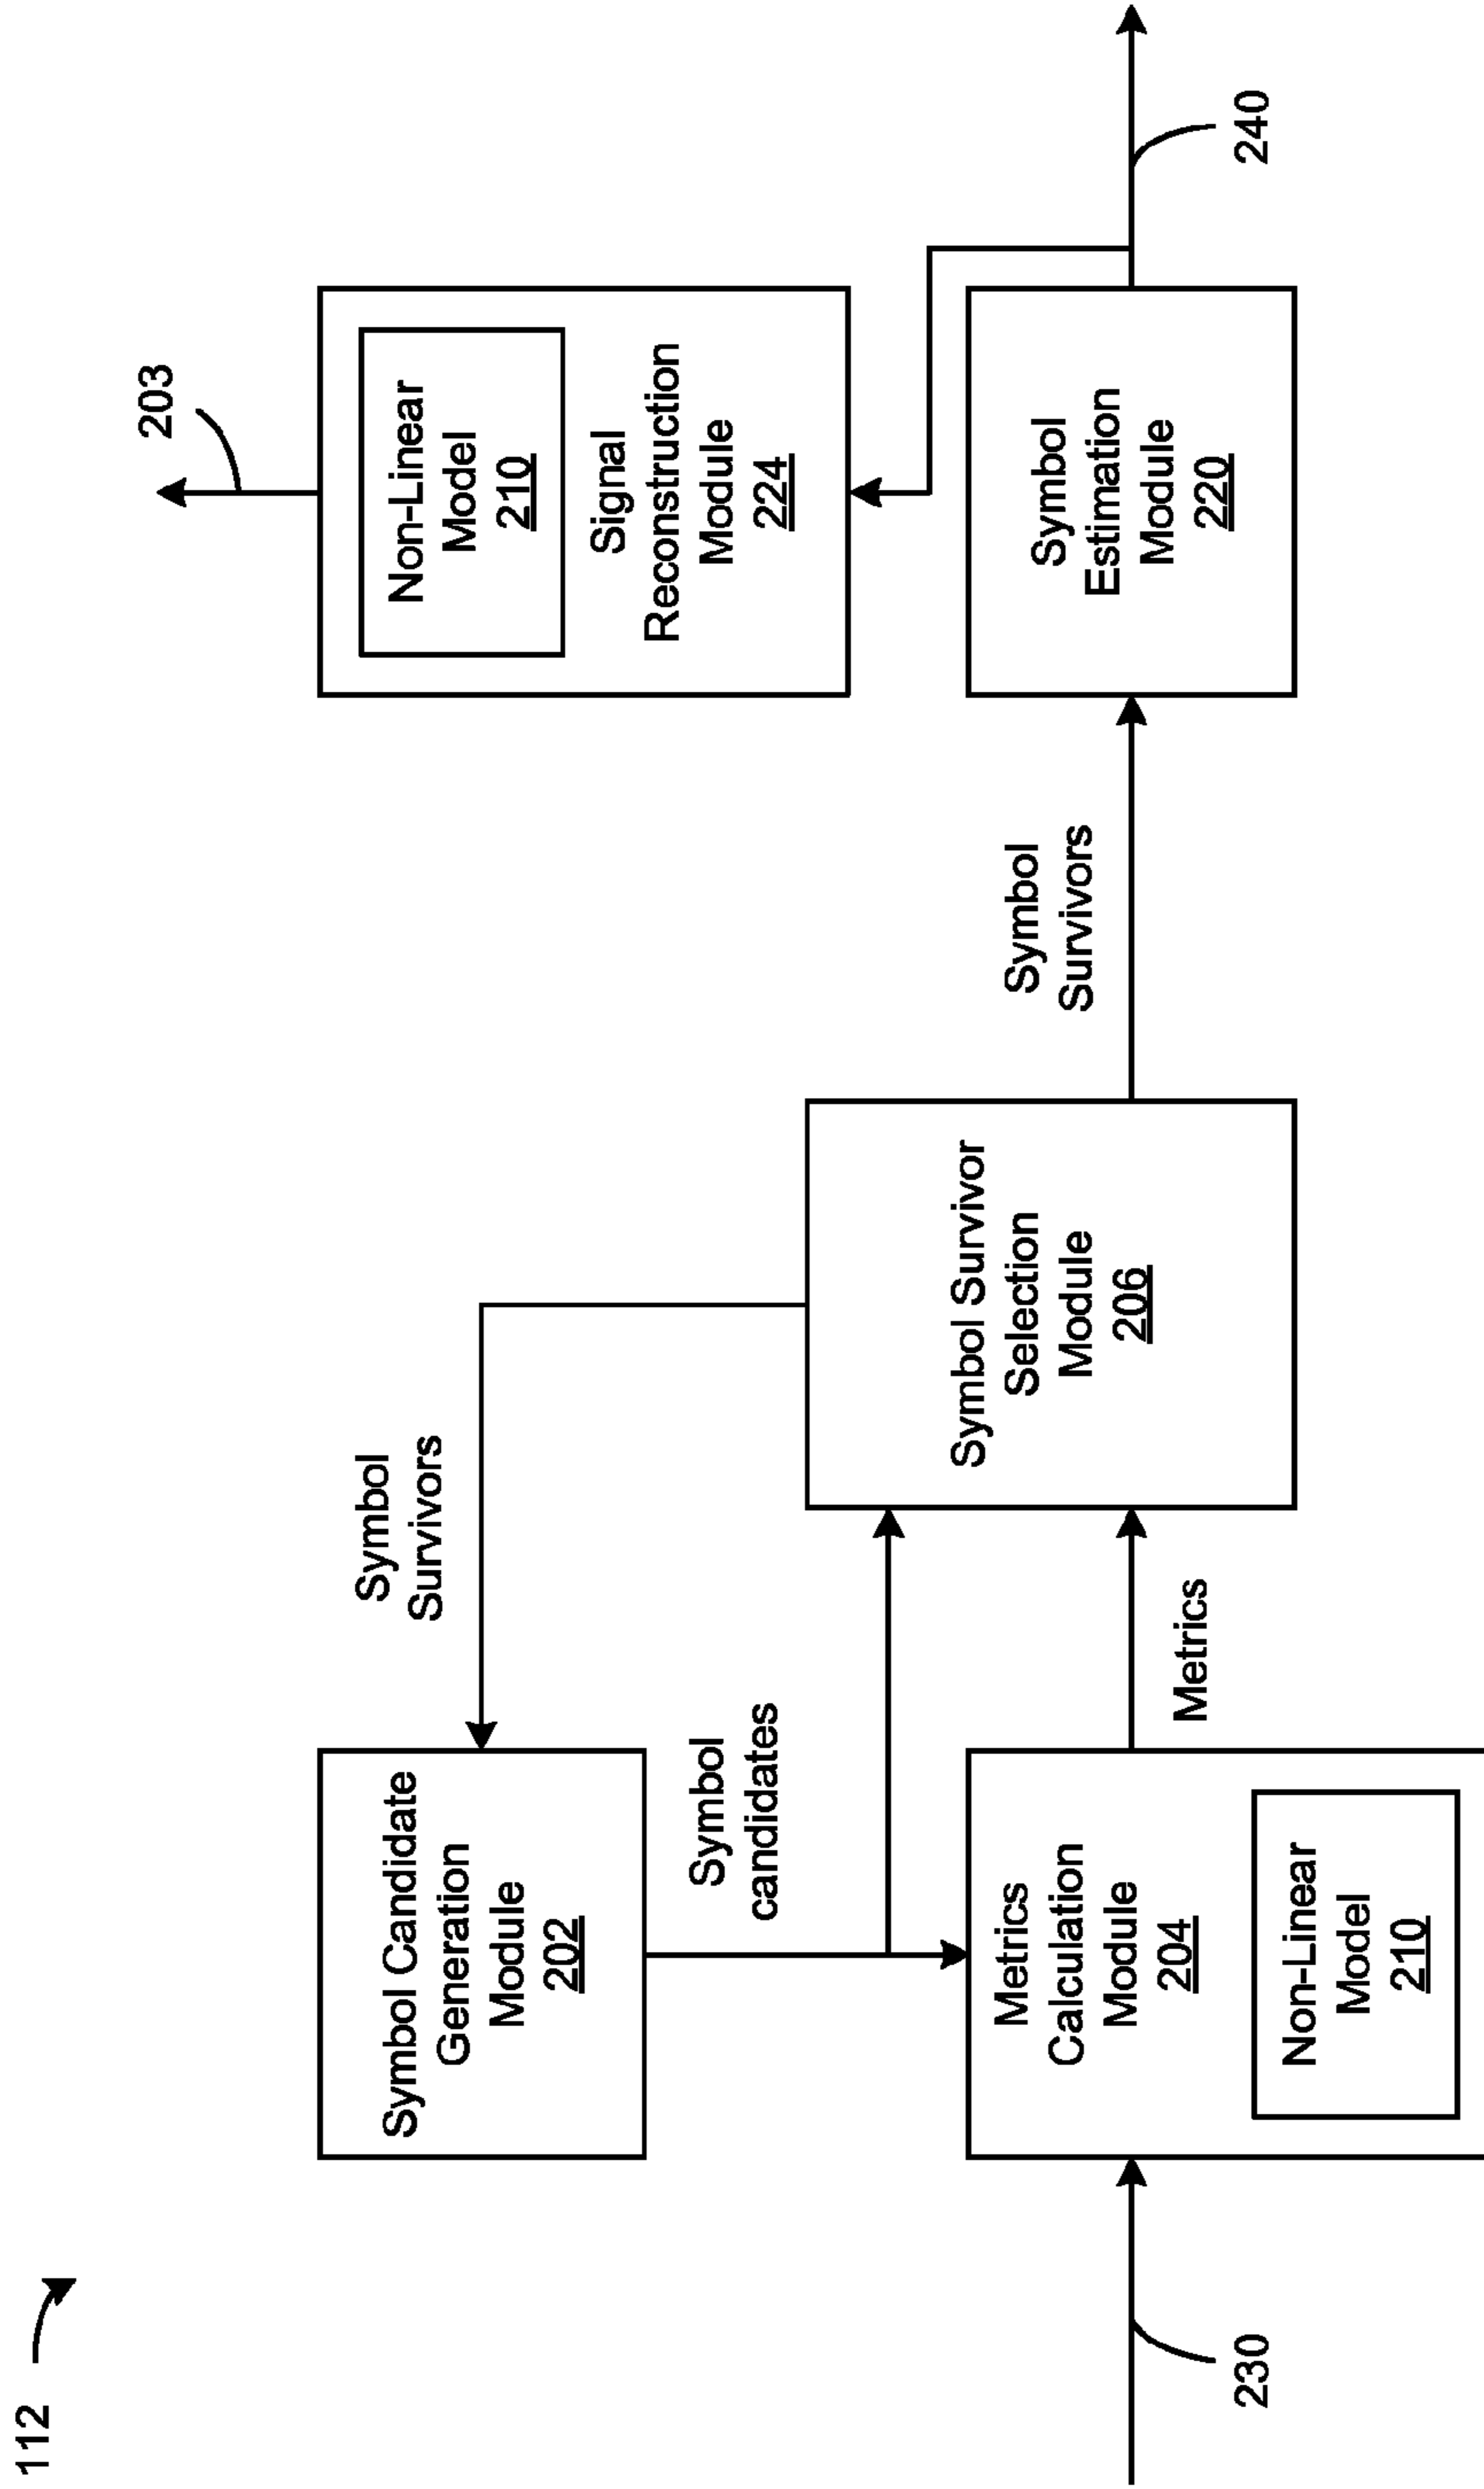 112
Symbol Candidate
Generation
Module
202
Symbol
Survivors
Symbol
candidates
203
Non-Linear
Model
210
Signal
Reconstruction
Module
224
230
Metrics
Calculation
Module
204
Non-Linear
Model
210
Metrics
Symbol Survivor
Selection
Module
206
Symbol
Survivors
Symbol
Estimation
Module
220
240